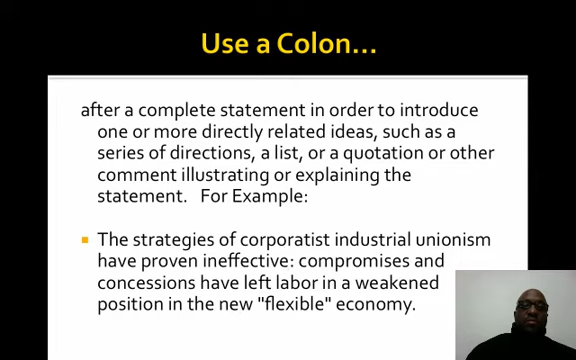 Use a Colon...
after a complete statement in order to introduce
one or more directly related ideas, such as a
series of directions, a list, or a quotation or other
comment illustrating or explaining the
statement.   For Example:
The strategies of corporatist industrial unionism
have proven ineffective: compromises and
concessions have left labor in a weakened
position in the new "flexible" economy.